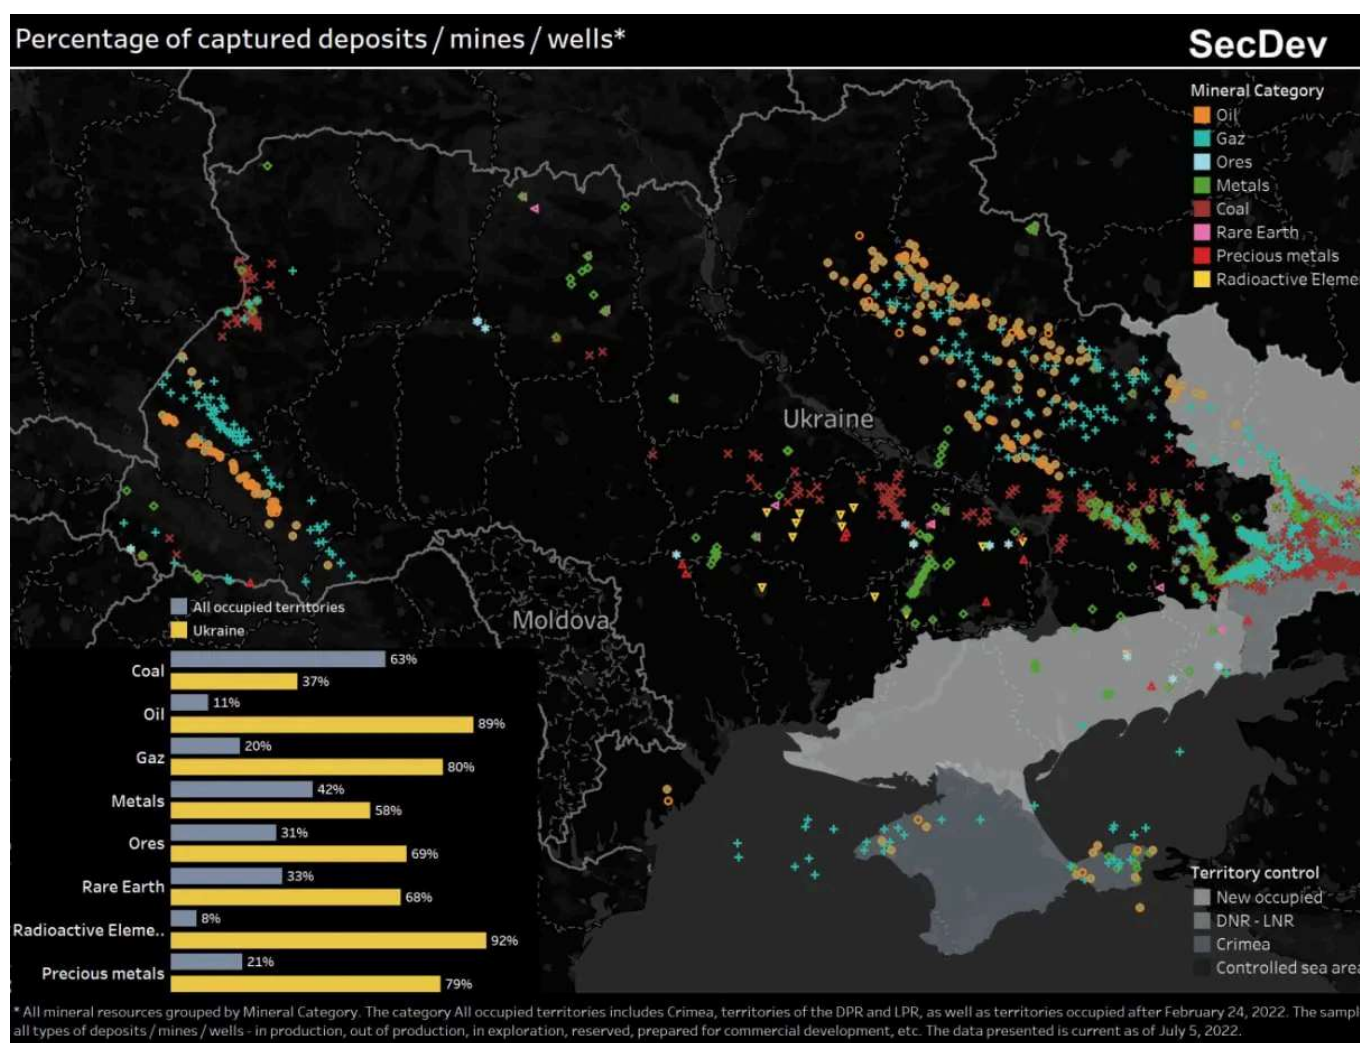 Percentage of captured deposits / mines / wells*
SecDev
Mineral Category
Oil
Gaz
Ores
Metals
Coal
Rare Earth
Precious metals
Radioactive Eleme
Ukraine
Moldova
All occupied territories
Ukraine
Coal
63%
37%
Oil
11%
89%
Gaz
20%
80%
Metals
42%
58%
Ores
31%
69%
Rare Earth
33%
68%
Radioactive Eleme..
8%
92%
Precious metals
21%
79%
Territory control
New occupied
DNR - LNR
Crimea
Controlled sea area
* All mineral resources grouped by Mineral Category. The category All occupied territories includes Crimea, territories of the DPR and LPR, as well as territories occupied after February 24, 2022. The sampl
all types of deposits / mines / wells - in production, out of production, in exploration, reserved, prepared for commercial development, etc. The data presented is current as of July 5, 2022.